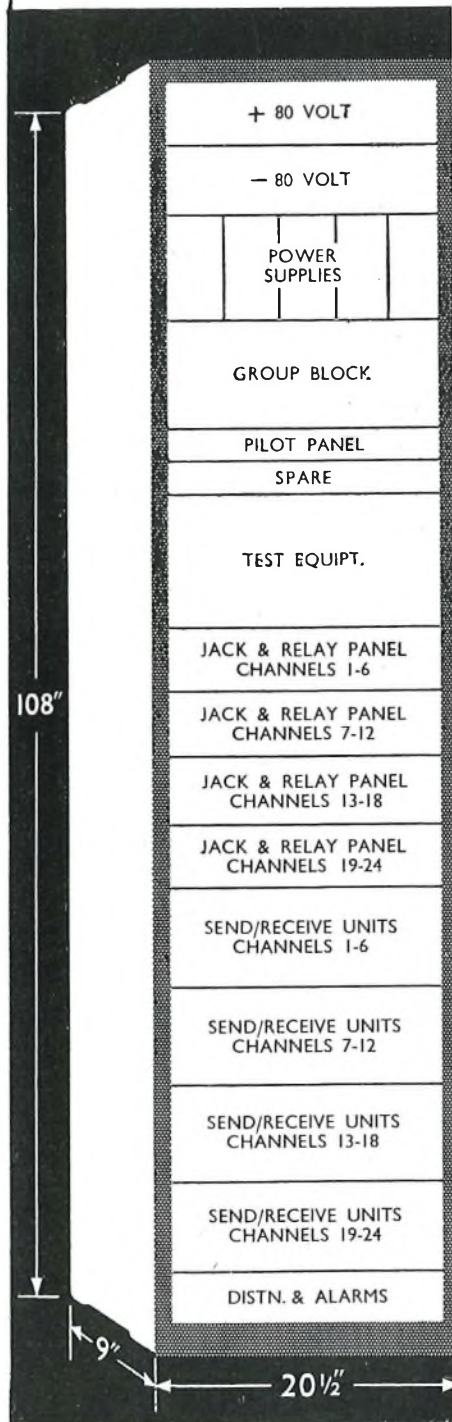 + 80 VOLT
— 80 VOLT
POWER
SUPPLIES
GROUP BLOCK.
PILOT PANEL
SPARE
TEST EQUIPT.
JACK & RELAY PANEL
CHANNELS 1-6
JACK & RELAY PANEL
CHANNELS 7-12
JACK & RELAY PANEL
CHANNELS 13-18
JACK & RELAY PANEL
CHANNELS 19-24
SEND/RECEIVE UNITS
CHANNELS 1-6
SEND/RECEIVE UNITS
CHANNELS 7-12
SEND/RECEIVE UNITS
CHANNELS 13-18
SEND/RECEIVE UNITS
CHANNELS 19-24
DISTN. & ALARMS
108"
9"
20½"